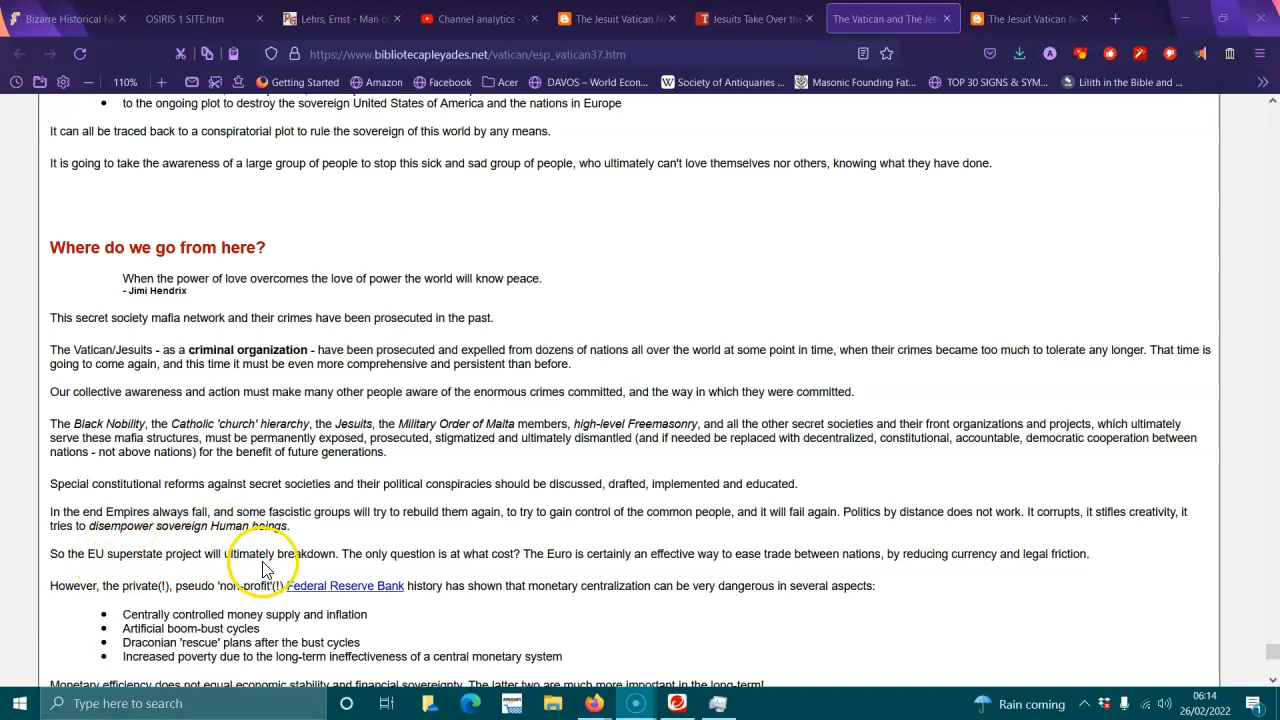 Bizarre Historical Fa
OSIRIS 1 SITE.htm
Lehrs, Ernst - Man o
Channel analytics -
The Jesuit Vatican N
Jesuits Take Over the
The Vatican and The Je
The Jesuit Vatican N
https://www.bibliotecapleyades.net/vatican/esp_vatican37.htm
110%
Getting Started
Amazon
Facebook
Acer
DAVOS – World Econ...
Society of Antiquaries ...
Masonic Founding Fat...
TOP 30 SIGNS & SYM...
Lilith in the Bible and ...
to the ongoing plot to destroy the sovereign United States of America and the nations in Europe
It can all be traced back to a conspiratorial plot to rule the sovereign of this world by any means.
It is going to take the awareness of a large group of people to stop this sick and sad group of people, who ultimately can't love themselves nor others, knowing what they have done.
Where do we go from here?
When the power of love overcomes the love of power the world will know peace.
- Jimi Hendrix
This secret society mafia network and their crimes have been prosecuted in the past.
The Vatican/Jesuits - as a criminal organization - have been prosecuted and expelled from dozens of nations all over the world at some point in time, when their crimes became too much to tolerate any longer. That time is
going to come again, and this time it must be even more comprehensive and persistent than before.
Our collective awareness and action must make many other people aware of the enormous crimes committed, and the way in which they were committed.
The Black Nobility, the Catholic 'church' hierarchy, the Jesuits, the Military Order of Malta members, high-level Freemasonry, and all the other secret societies and their front organizations and projects, which ultimately
serve these mafia structures, must be permanently exposed, prosecuted, stigmatized and ultimately dismantled (and if needed be replaced with decentralized, constitutional, accountable, democratic cooperation between
nations - not above nations) for the benefit of future generations.
Special constitutional reforms against secret societies and their political conspiracies should be discussed, drafted, implemented and educated.
In the end Empires always fall, and some fascistic groups will try to rebuild them again, to try to gain control of the common people, and it will fail again. Politics by distance does not work. It corrupts, it stifles creativity, it
tries to disempower sovereign Human beings.
So the EU superstate project will ultimately breakdown. The only question is at what cost? The Euro is certainly an effective way to ease trade between nations, by reducing currency and legal friction.
However, the private(!), pseudo 'non-profit'(!) Federal Reserve Bank history has shown that monetary centralization can be very dangerous in several aspects:
Centrally controlled money supply and inflation
Artificial boom-bust cycles
Draconian 'rescue' plans after the bust cycles
Increased poverty due to the long-term ineffectiveness of a central monetary system
Monetary efficiency does not equal economic stability and financial sovereignty. The latter two are much more important in the long-term!
Type here to search
Rain coming
06:14
26/02/2022